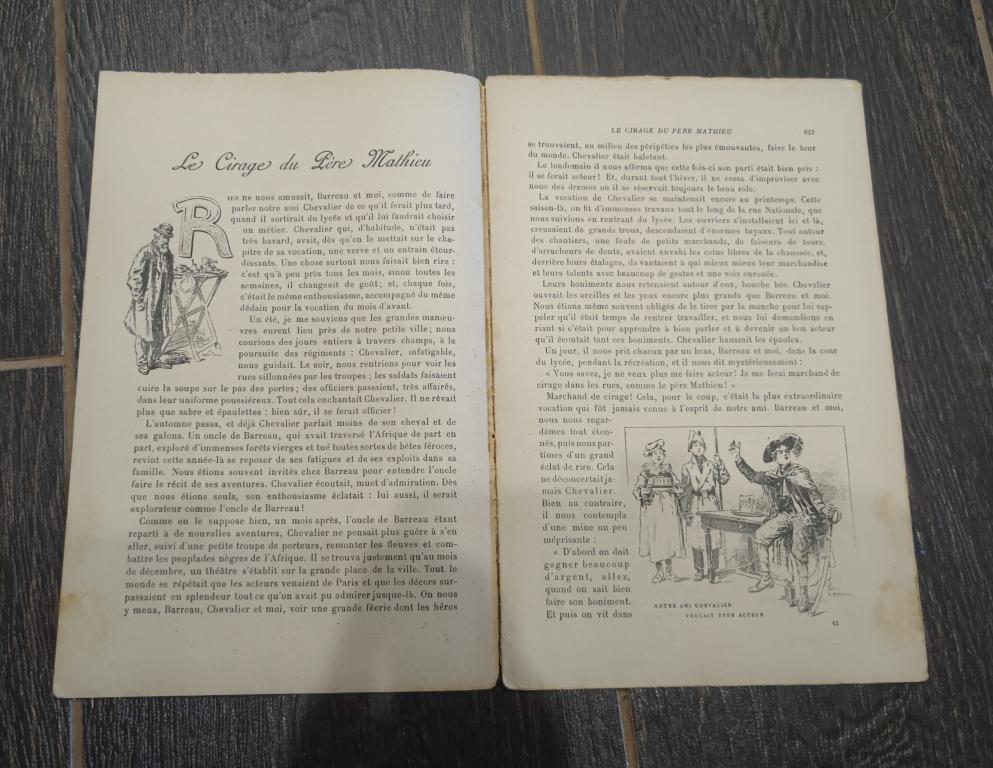 Le Cirage du Père Mathieu
RIEN ne nous amusait, Barreau et moi, comme de faire
parler notre ami Chevalier de ce qu'il ferait plus tard,
quand il sortirait du lycée et qu'il lui faudrait choisir
un métier. Chevalier qui, d'habitude, n'était pas
très bavard, avait, dès qu'on le mettait sur le cha-
pitre de sa vocation, une verve et un entrain étour-
dissants. Une chose surtout nous faisait bien rire :
c'est qu'à peu près tous les mois, sinon toutes les
semaines, il changeait de goût; et, chaque fois,
c'était le même enthousiasme, accompagné du même
dédain pour la vocation du mois d'avant.
Un été, je me souviens que les grandes manœu-
vres eurent lieu près de notre petite ville; nous
courions des jours entiers à travers champs, à la
poursuite des régiments : Chevalier, infatigable,
nous guidait. Le soir, nous rentrions pour voir les
rues sillonnées par les troupes; les soldats faisaient
cuire la soupe sur le pas des portes; des officiers passaient, très affairés,
dans leur uniforme poussiéreux. Tout cela enchantait Chevalier. Il ne rêvait
plus que sabre et épaulettes : bien sûr, il se ferait officier!
L'automne passa, et déjà Chevalier parlait moins de son cheval et de
ses galons. Un oncle de Barreau, qui avait traversé l'Afrique de part en
part, exploré d'immenses forêts vierges et tué toutes sortes de bêtes féroces,
revint cette année-là se reposer de ses fatigues et de ses exploits dans sa
famille. Nous étions souvent invités chez Barreau pour entendre l'oncle
faire le récit de ses aventures. Chevalier écoutait, muet d'admiration. Dès
que nous étions seuls, son enthousiasme éclatait : lui aussi, il serait
explorateur comme l'oncle de Barreau!
Comme on le suppose bien, un mois après, l'oncle de Barreau étant
reparti à de nouvelles aventures, Chevalier ne pensait plus guère à s'en
aller, suivi d'une petite troupe de porteurs, remonter les fleuves et com-
battre les peuplades nègres de l'Afrique. Il se trouva justement qu'au mois
de décembre, un théâtre s'établit sur la grande place de la ville. Tout le
monde se répétait que les acteurs venaient de Paris et que les décors sur-
passaient en splendeur tout ce qu'on avait pu admirer jusque-là. On nous
y mena, Barreau, Chevalier et moi, voir une grande féerie dont les héros
LE CIRAGE DU PÈRE MATHIEU 623
se trouvaient, au milieu des péripéties les plus émouvantes, faire le tour
du monde. Chevalier était haletant.
Le lendemain il nous affirma que cette fois-ci son parti était bien pris :
il se ferait acteur! Et, durant tout l'hiver, il ne cessa d'improviser avec
nous des drames où il se réservait toujours le beau rôle.
La vocation de Chevalier se maintenait encore au printemps. Cette
saison-là, on fit d'immenses travaux tout le long de la rue Nationale, que
nous suivions en rentrant du lycée. Les ouvriers s'installaient ici et là,
creusaient de grands trous, descendaient d'énormes tuyaux. Tout autour
des chantiers, une foule de petits marchands, de faiseurs de tours,
d'arracheurs de dents, avaient envahi les coins libres de la chaussée, et,
derrière leurs étalages, ils vantaient à qui mieux mieux leur marchandise
et leurs talents avec beaucoup de gestes et une voix enrouée.
Leurs boniments nous retenaient autour d'eux, bouche bée. Chevalier
ouvrait les oreilles et les yeux encore plus grands que Barreau et moi.
Nous étions même souvent obligés de le tirer par la manche pour lui rap-
peler qu'il était temps de rentrer travailler, et nous lui demandions en
riant si c'était pour apprendre à bien parler et à devenir un bon acteur
qu'il écoutait tant ces boniments. Chevalier haussait les épaules.
Un jour, il nous prit chacun par un bras, Barreau et moi, dans la cour
du lycée, pendant la récréation, et il nous dit mystérieusement :
« Vous savez, je ne veux plus me faire acteur! Je me ferai marchand de
cirage dans les rues, comme le père Mathieu! »
Marchand de cirage! Cela, pour le coup, c'était la plus extraordinaire
vocation qui fût jamais venue à l'esprit de notre ami. Barreau et moi,
nous nous regar-
dâmes tout éton-
nés, puis nous par-
tîmes d'un grand
éclat de rire. Cela
ne déconcertait ja-
mais Chevalier.
Bien au contraire,
il nous contempla
d'une mine un peu
méprisante :
« D'abord on doit
gagner beaucoup
d'argent, allez,
quand on sait bien
faire son boniment.
Et puis on vit dans
NOTRE AMI CHEVALIER
VOULAIT ÊTRE ACTEUR
42